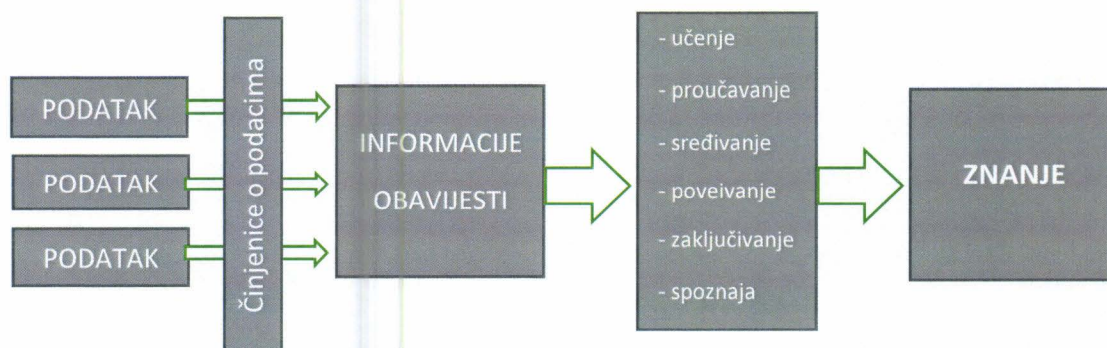 PODATAK
PODATAK
PODATAK
Činjenice o podacima
INFORMACIJE
OBAVIJESTI
- učenje
- proučavanje
- sređivanje
- poveivanje
- zaključivanje
- spoznaja
ZNANJE